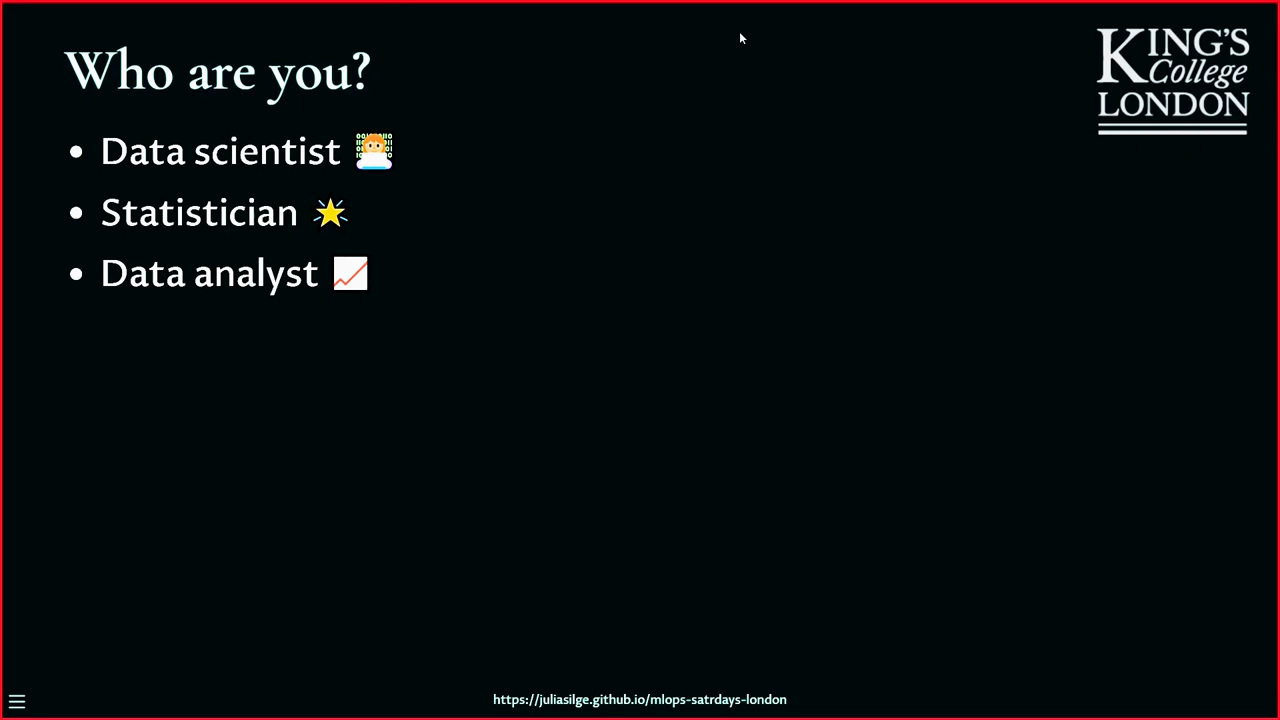 Who are you?
KING'S
College
LONDON
Data scientist
Statistician
Data analyst
https://juliasilge.github.io/mlops-satrdays-london